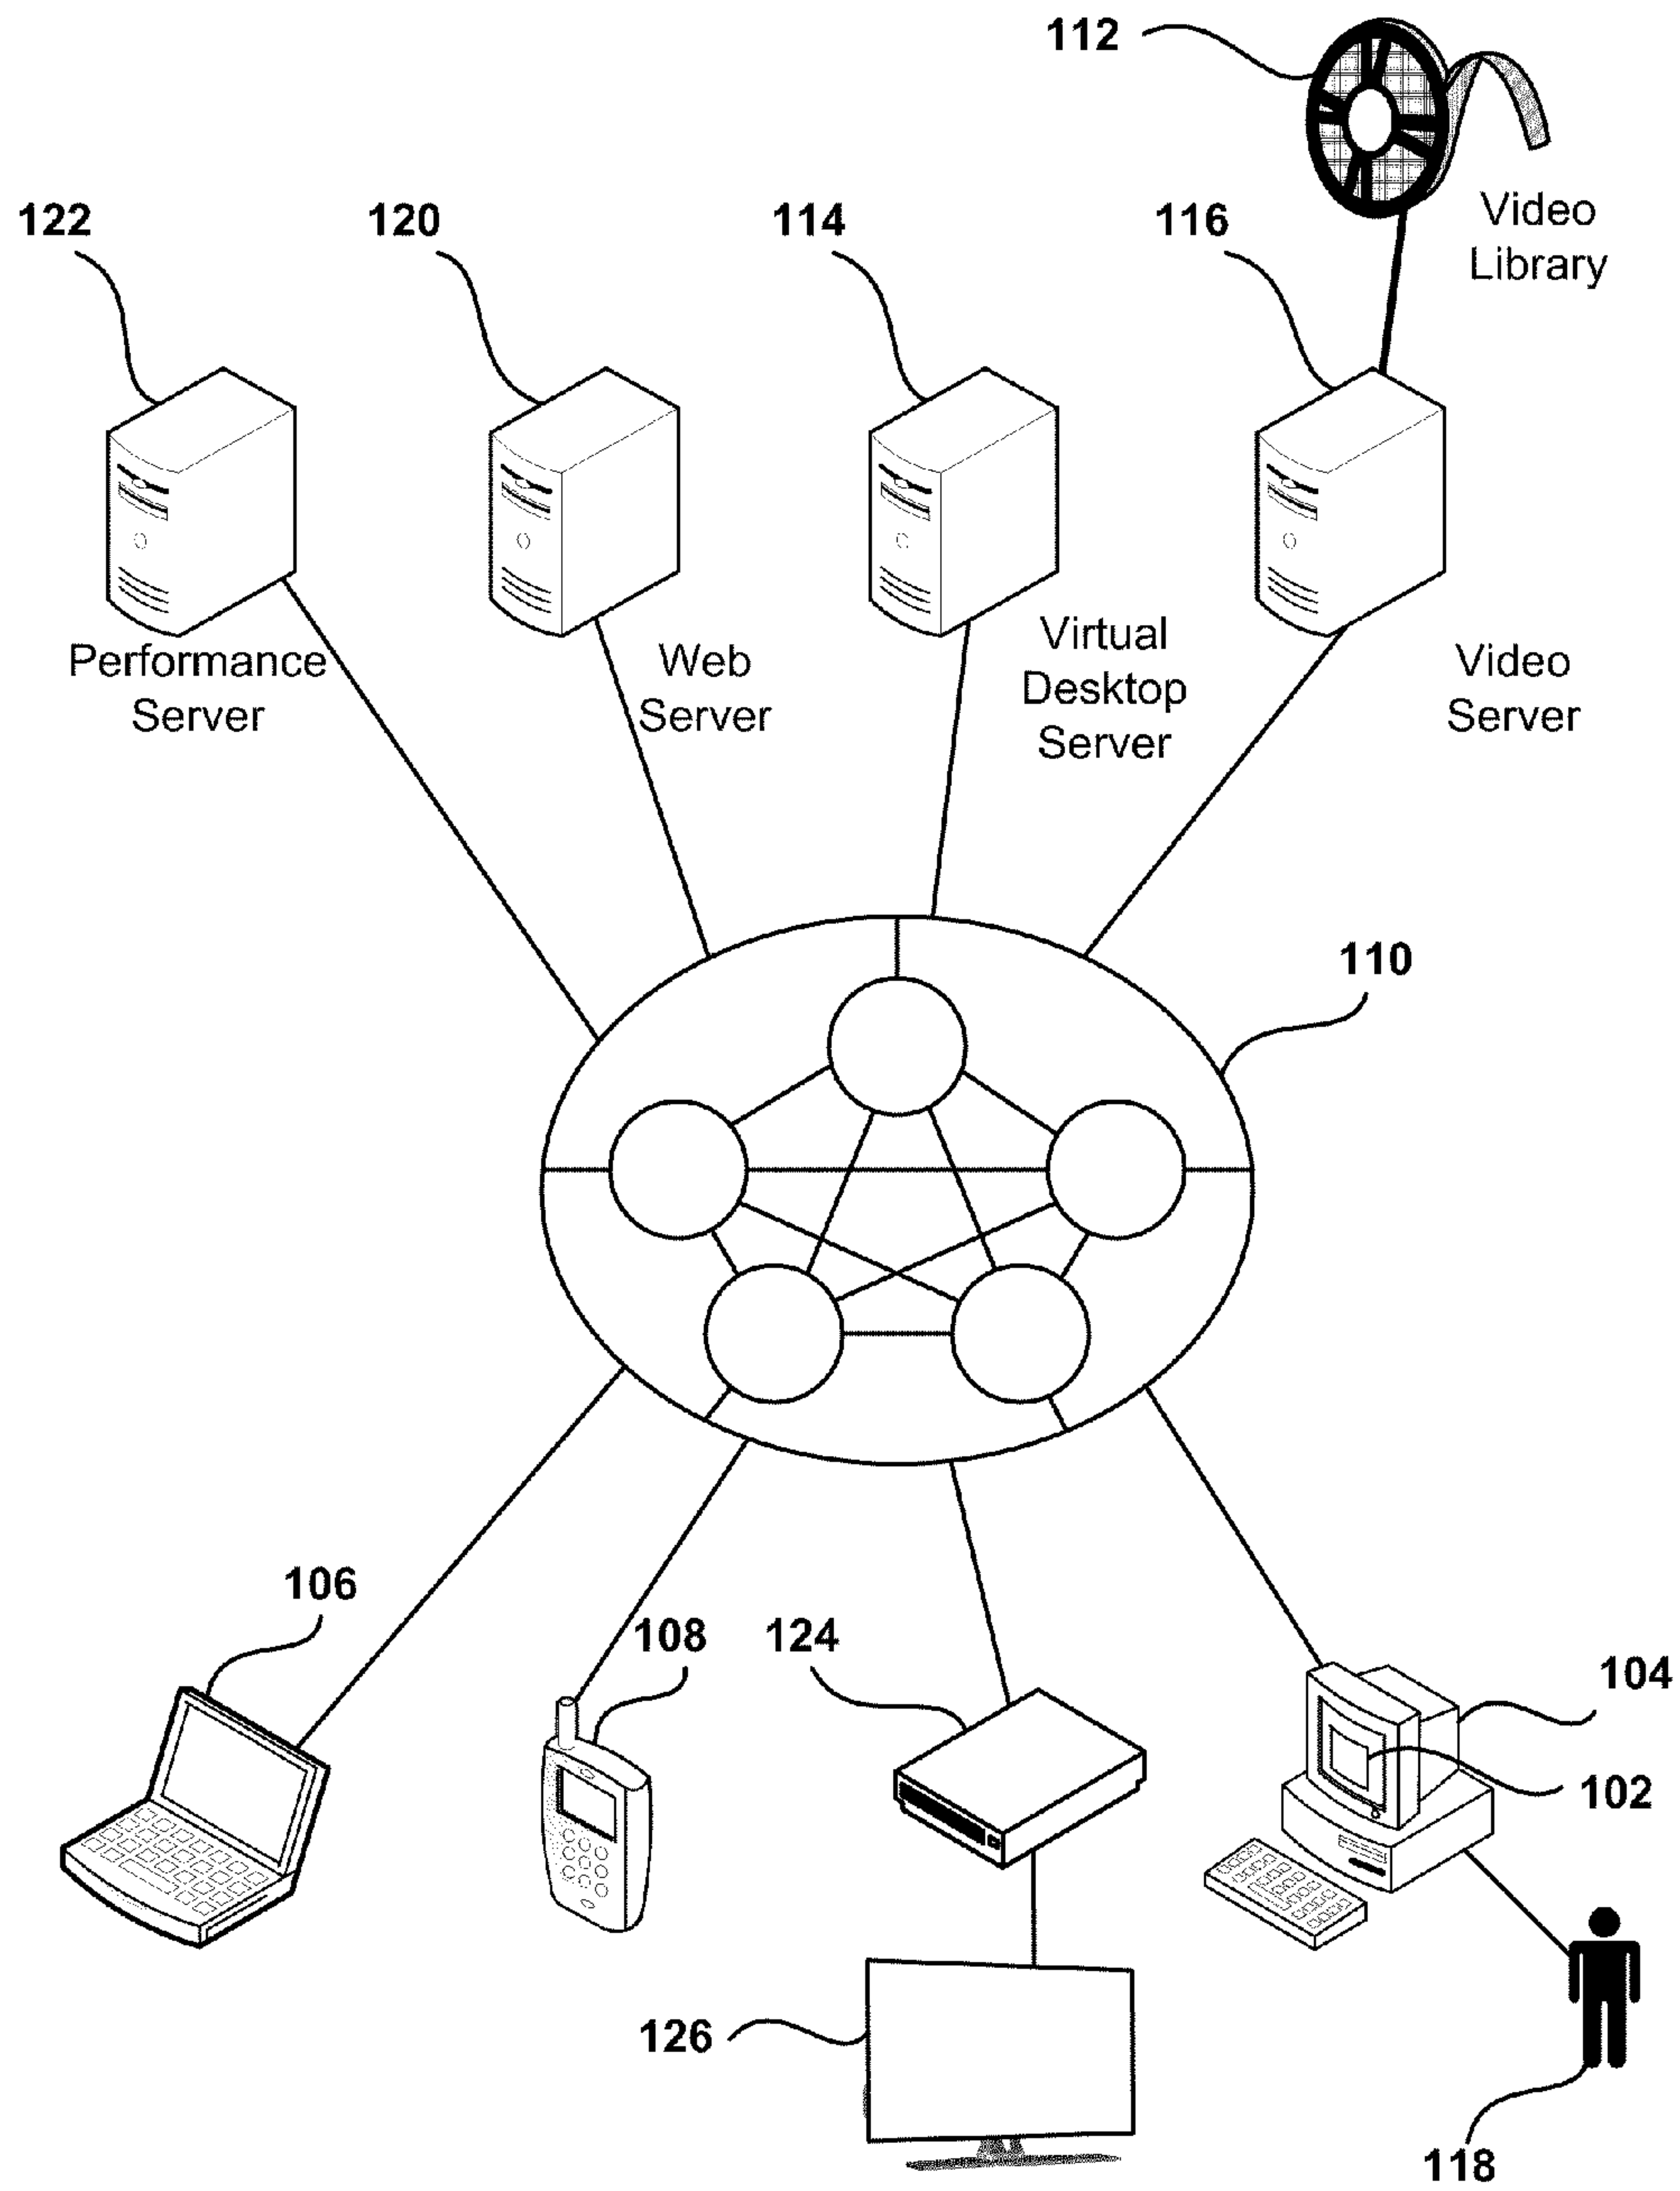 112
Video
Library
122
120
114
116
Performance
Server
Web
Server
Virtual
Desktop
Server
Video
Server
110
106
108
124
104
102
126
118